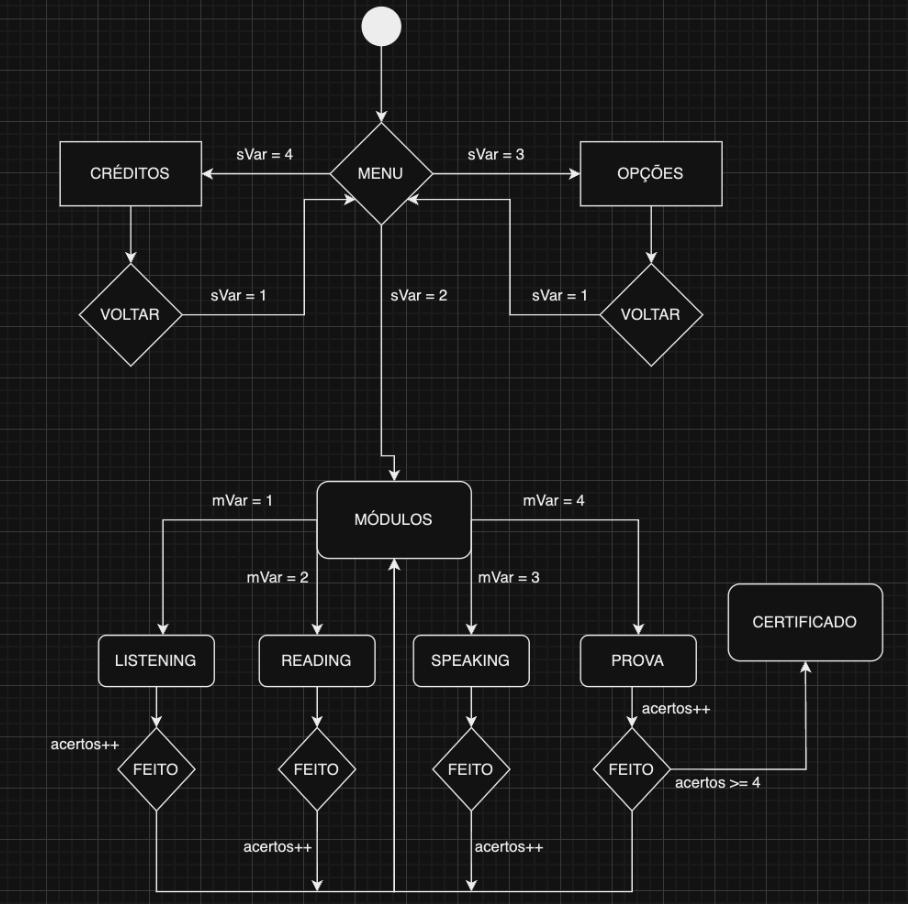 sVar = 4
sVar = 3
CRÉDITOS
MENU
OPÇÕES
sVar = 1
sVar = 2
sVar = 1
VOLTAR
VOLTAR
mVar = 1
mVar = 4
MÓDULOS
mVar = 2
mVar = 3
CERTIFICADO
LISTENING
READING
SPEAKING
PROVA
acertos++
acertos++
FEITO
FEITO
FEITO
FEITO
acertos >= 4
acertos++
acertos++